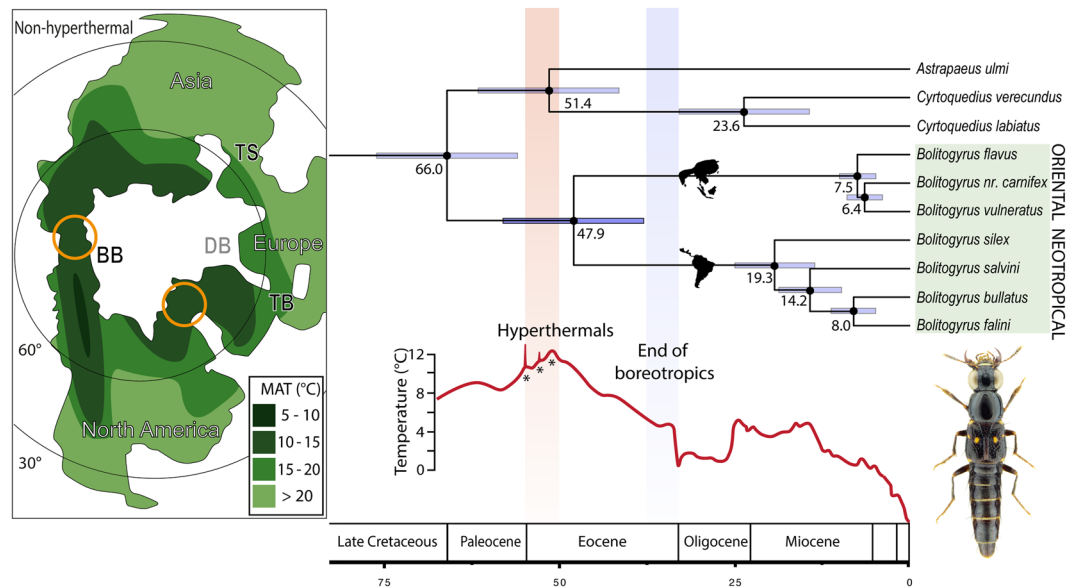 Non-hyperthermal
Asia
TS
BB
DB
Europe
TB
60°
30°
North America
MAT (°C)
5 - 10
10 - 15
15 - 20
> 20
66.0
51.4
23.6
47.9
7.5
6.4
19.3
14.2
8.0
Astrapaeus ulmi
Cyrtoquedius verecundus
Cyrtoquedius labiatus
Bolitogyrus flavus
Bolitogyrus nr. carnifex
Bolitogyrus vulneratus
Bolitogyrus silex
Bolitogyrus salvini
Bolitogyrus bullatus
Bolitogyrus falini
ORIENTAL
NEOTROPICAL
Hyperthermals
*
*
*
End of
boreotropics
Temperature (°C)
12
8
4
0
Late Cretaceous
Paleocene
Eocene
Oligocene
Miocene
75
50
25
0